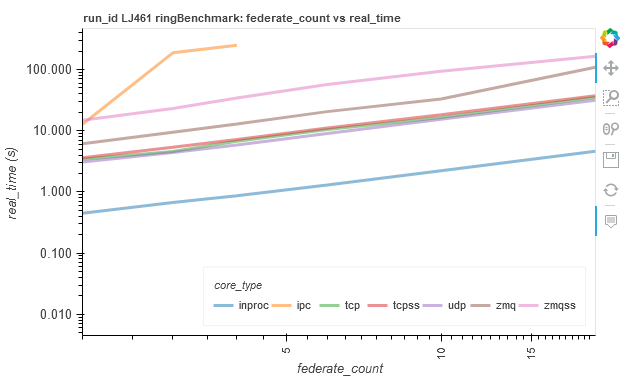 run_id LJ461 ringBenchmark: federate_count vs real_time
100.000
10.000
1.000
0.100
0.010
real_time (s)
core_type
inproc ipc tcp tcpss udp zmq zmqss
5 10 15
federate_count